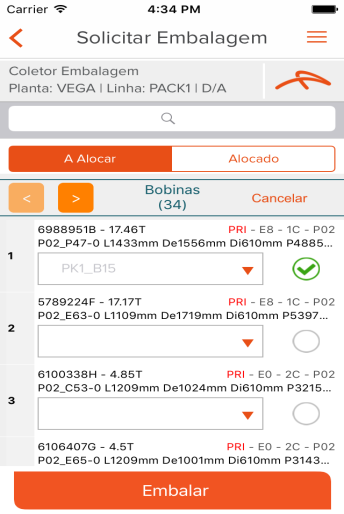 Carrier 4:34 PM
Solicitar Embalagem
Coletor Embalagem
Planta: VEGA | Linha: PACK1 | D/A
A Alocar Alocado
< > Bobinas (34) Cancelar
6988951B - 17.46T PRI - E8 - 1C - P02
P02_P47-0 L1433mm De1556mm Di610mm P4885...
1
PK1_B15
5789224F - 17.17T PRI - E8 - 1C - P02
P02_E63-0 L1109mm De1719mm Di610mm P5397...
2
6100338H - 4.85T PRI - E0 - 2C - P02
P02_C53-0 L1209mm De1024mm Di610mm P3215...
3
6106407G - 4.5T PRI - E0 - 2C - P02
P02_E65-0 L1209mm De1001mm Di610mm P3143...
Embalar